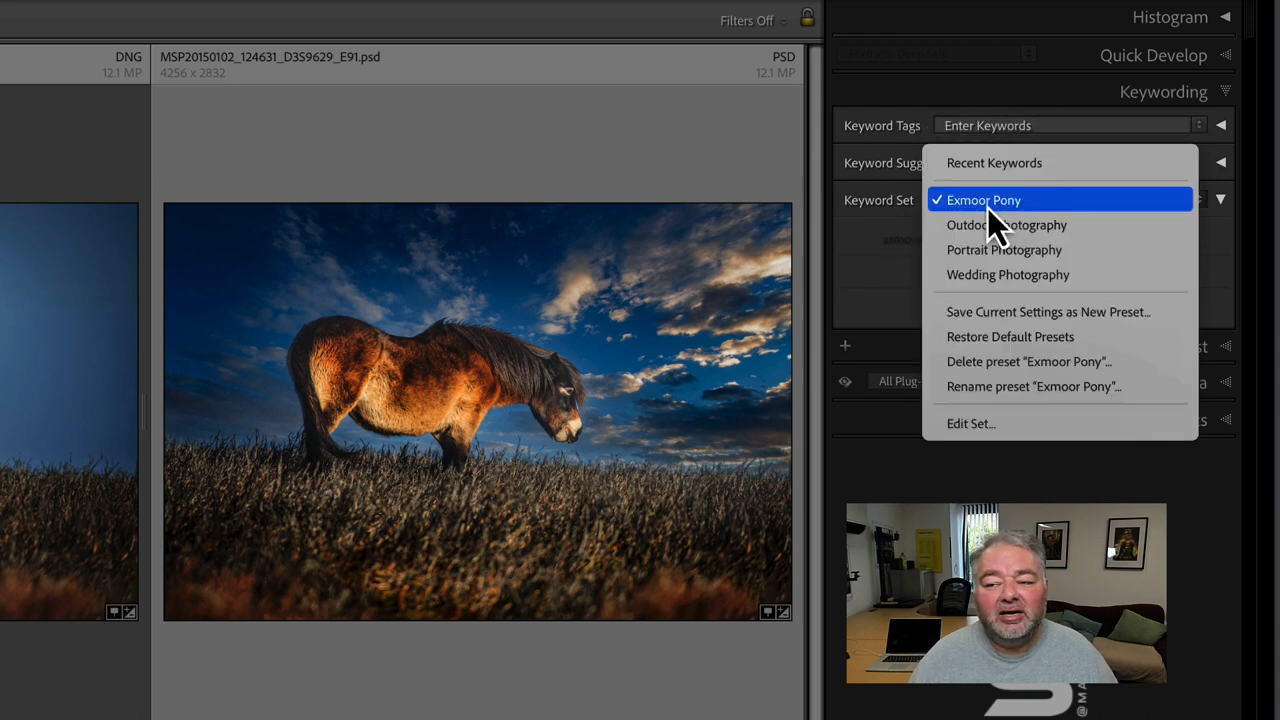 Filters Off
Histogram
DNG
12.1 MP
MSP20150102_124631_D3S9629_E91.psd
4256 x 2832
PSD
12.1 MP
Quick Develop
Keywording
Keyword Tags
Enter Keywords
Keyword Sugg
Recent Keywords
Keyword Set
✓ Exmoor Pony
Outdoor Photography
Portrait Photography
Wedding Photography
Save Current Settings as New Preset...
Restore Default Presets
Delete preset “Exmoor Pony”...
Rename preset “Exmoor Pony”...
Edit Set...
All Plug-